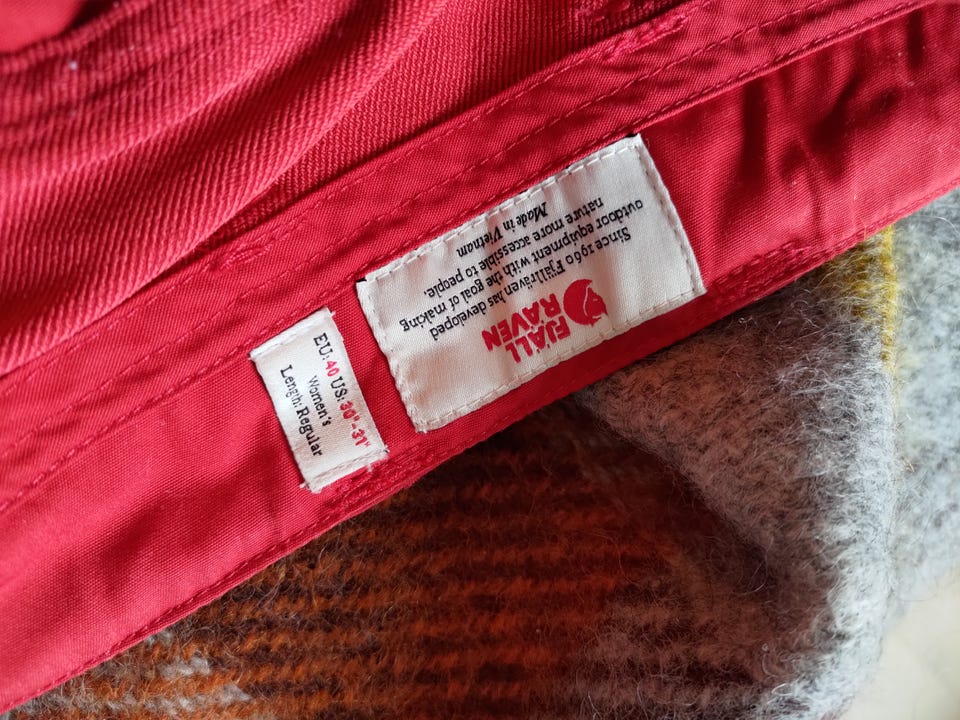 FJÄLL
RÄVEN
Since 1960 Fjällräven has developed
outdoor equipment with the goal of making
nature more accessible to people.
Made in Vietnam
EU:40 US:30"-31"
Women's
Length: Regular